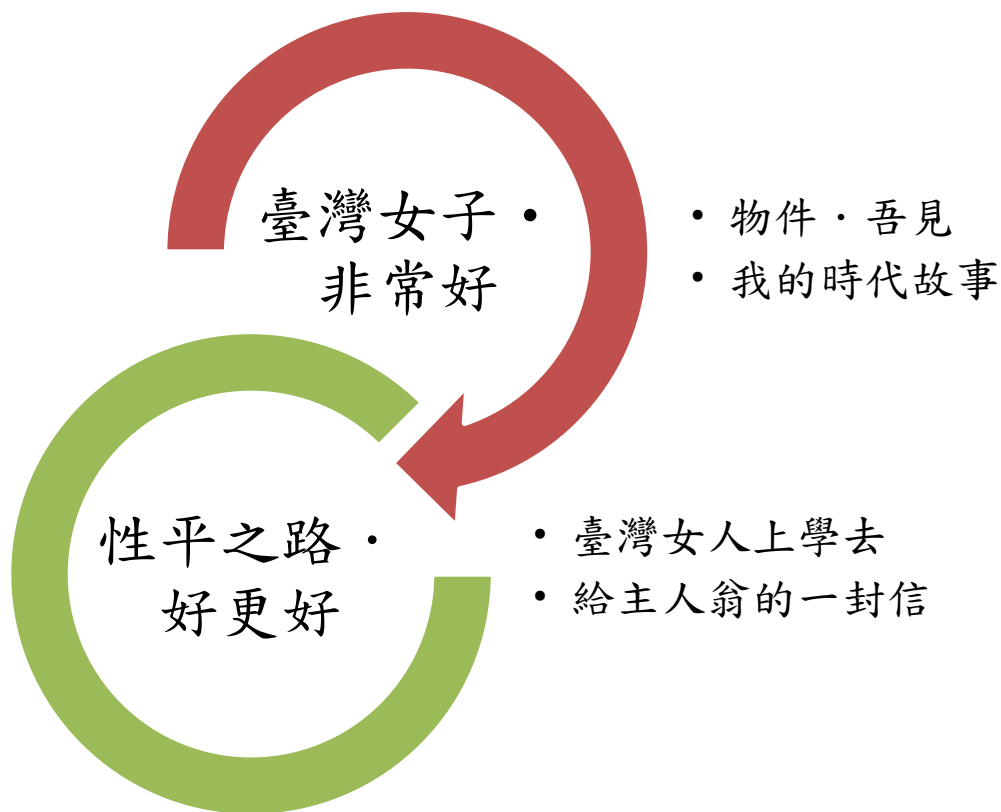 臺灣女子・
非常好
• 物件・吾見
• 我的時代故事
性平之路・
好更好
• 臺灣女人上學去
• 給主人翁的一封信